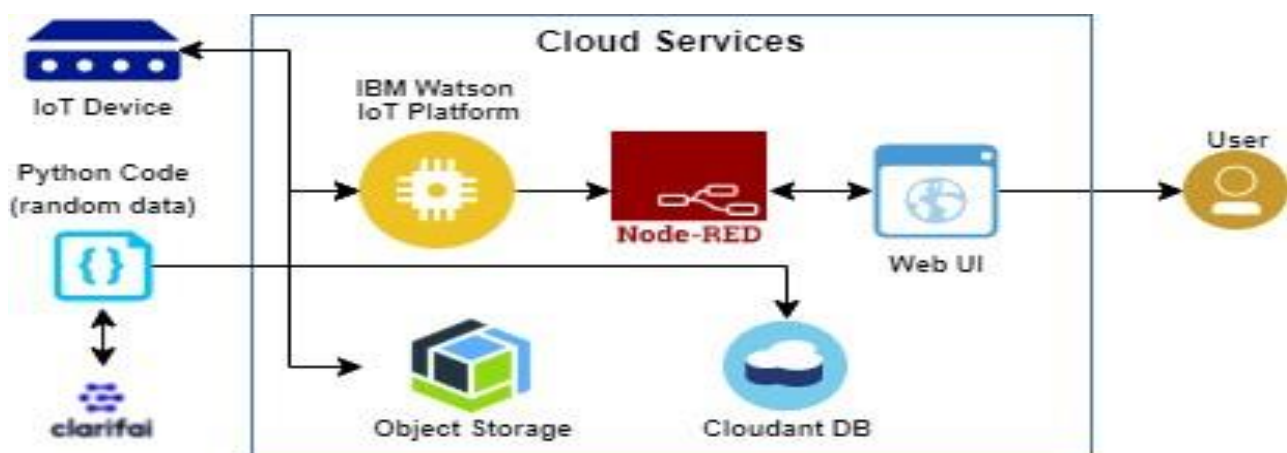 Cloud Services
IoT Device
IBM Watson
IoT Platform
User
Python Code
(random data)
{}
Node-RED
Web UI
clarifai
Object Storage
Cloudant DB